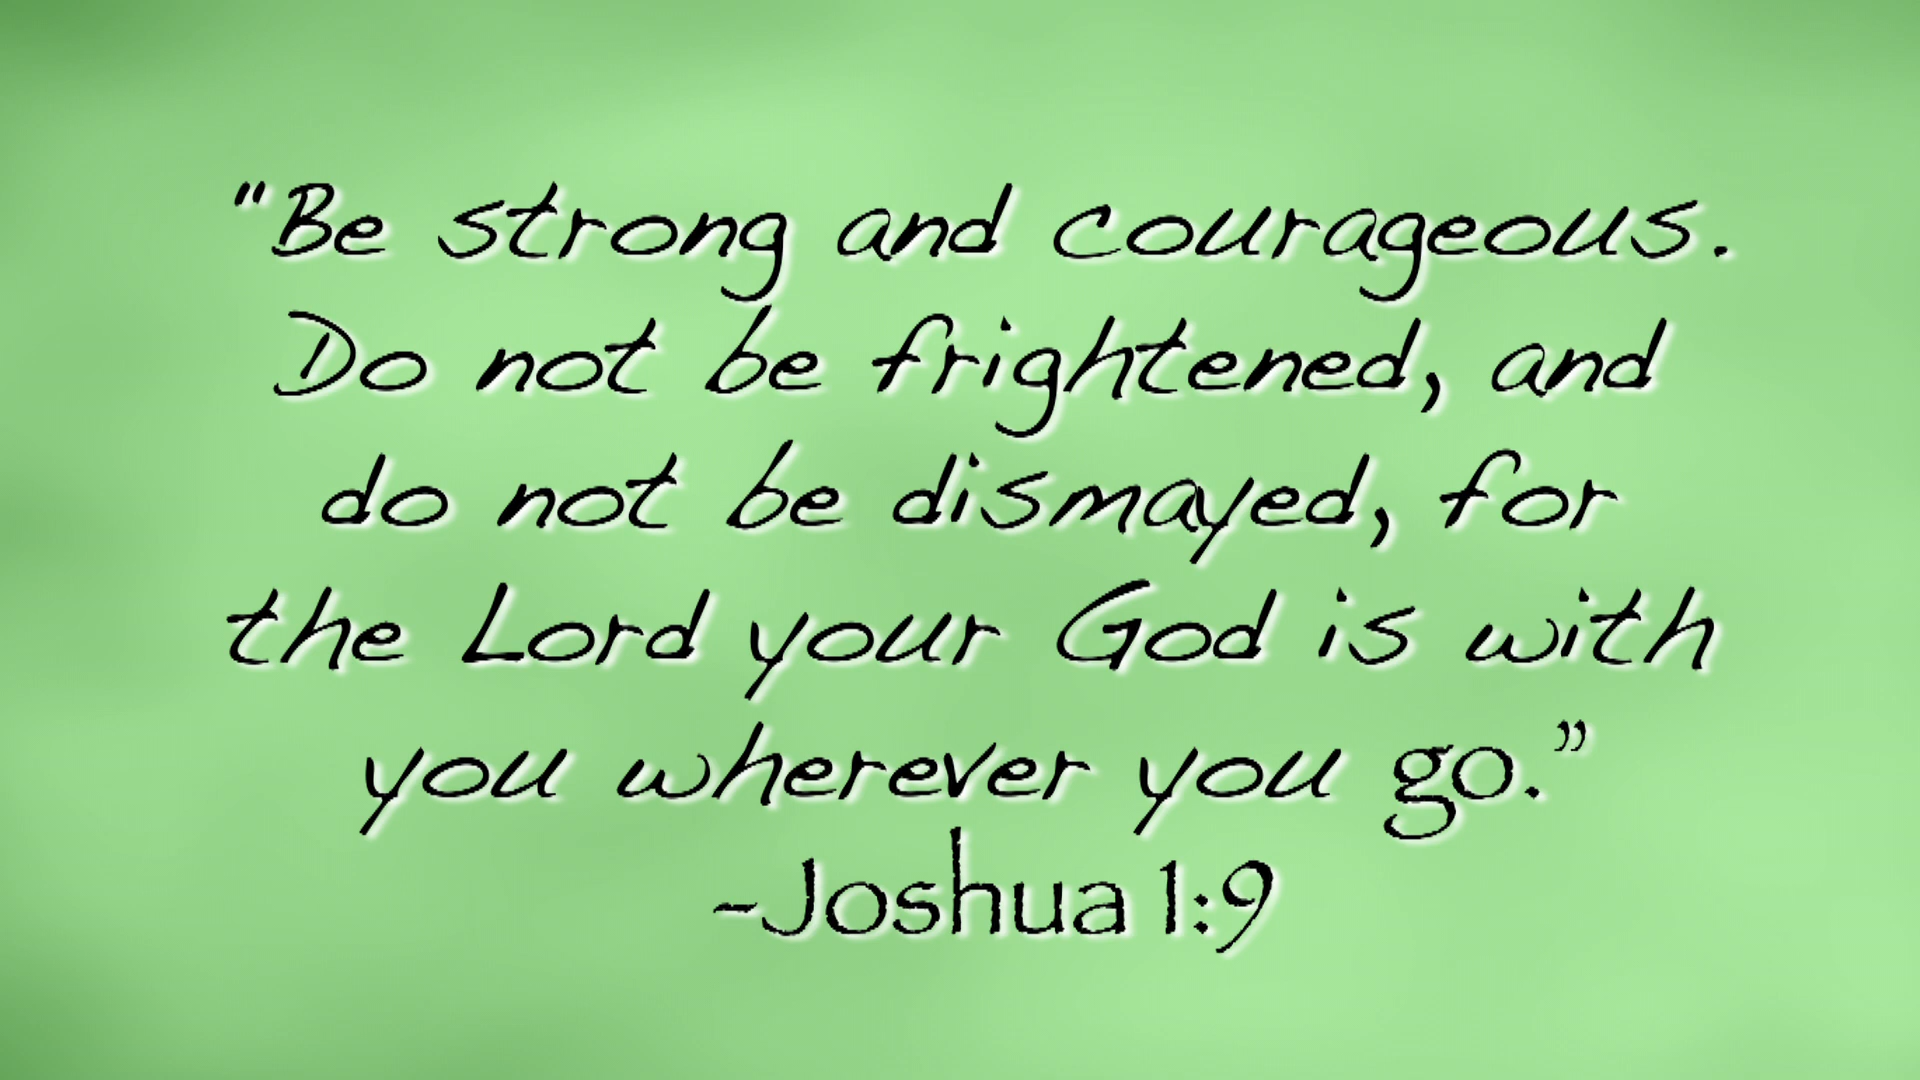 "Be strong and courageous.
Do not be frightened, and
do not be dismayed, for
the Lord your God is with
you wherever you go.”
-Joshua 1:9